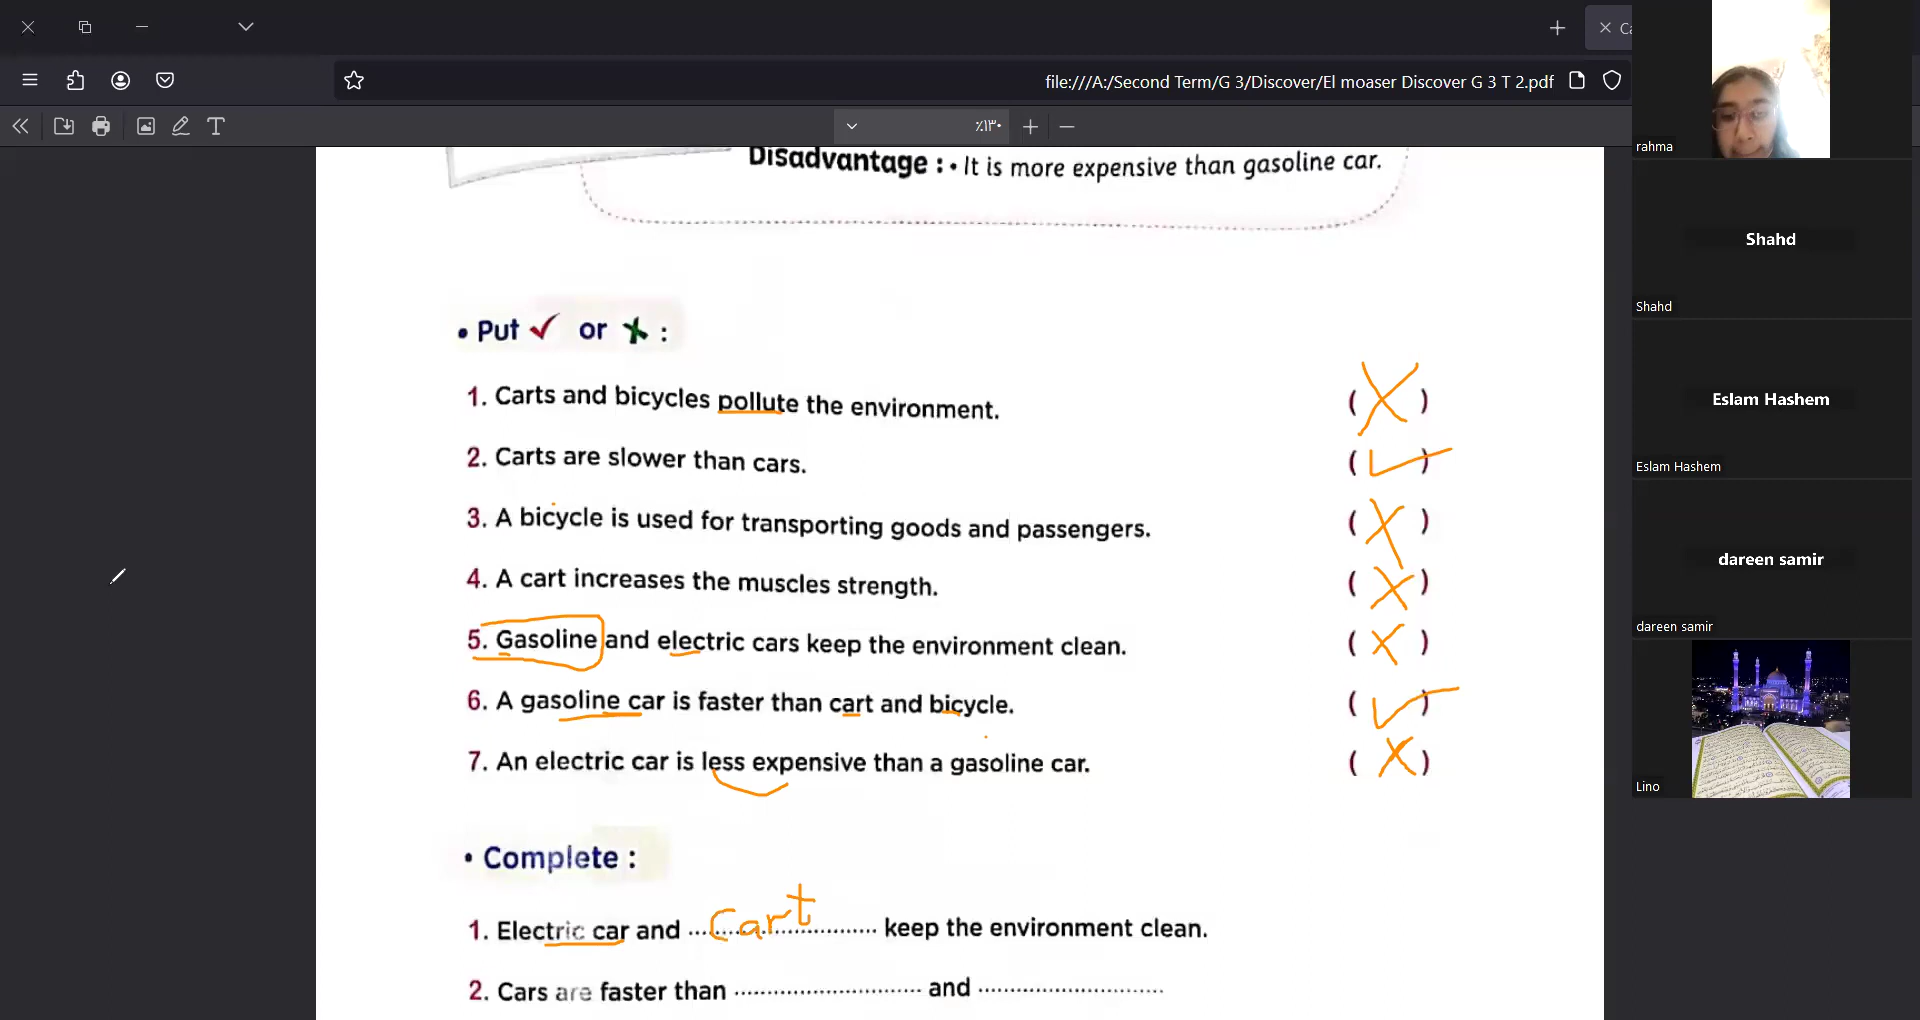 Ca
file:///A:/Second Term/G 3/Discover/El moaser Discover G 3 T 2.pdf
٪١٣٠
Disadvantage : • It is more expensive than gasoline car.
• Put ✓ or ✗ :
1. Carts and bicycles pollute the environment. ( X )
2. Carts are slower than cars. ( ✓ )
3. A bicycle is used for transporting goods and passengers. ( X )
4. A cart increases the muscles strength. ( X )
5. Gasoline and electric cars keep the environment clean. ( X )
6. A gasoline car is faster than cart and bicycle. ( ✓ )
7. An electric car is less expensive than a gasoline car. ( X )
• Complete :
1. Electric car and ........ cart ........ keep the environment clean.
2. Cars are faster than ........................ and ........................
rahma
Shahd
Shahd
Eslam Hashem
Eslam Hashem
dareen samir
dareen samir
Lino